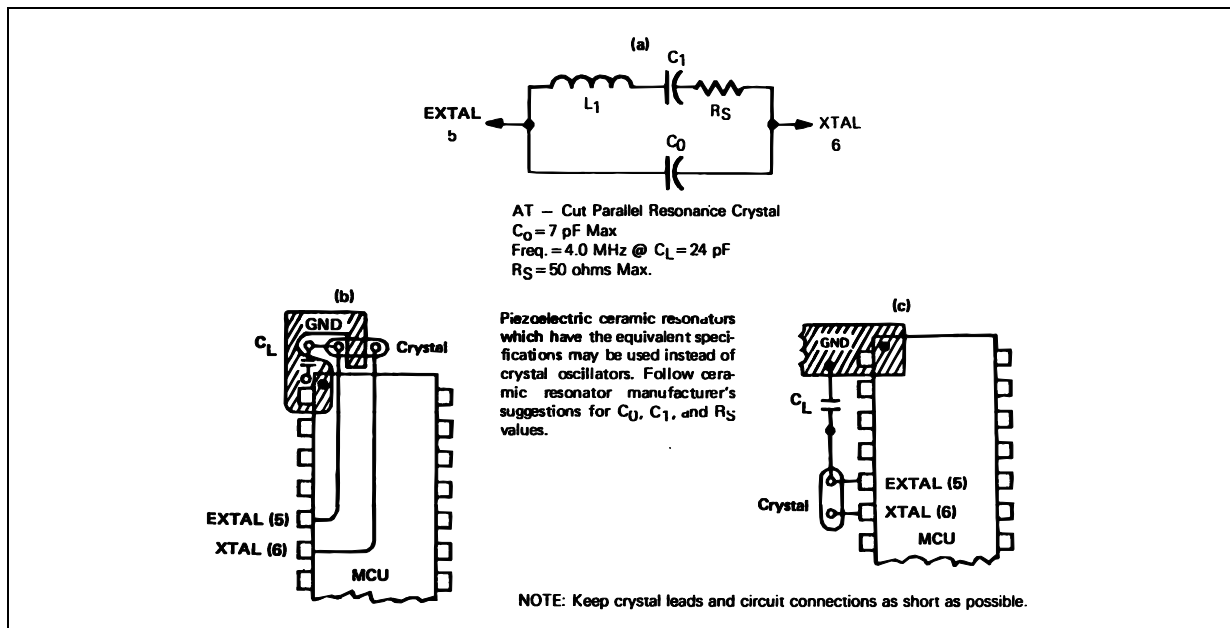 (a)
C1
L1
RS
EXTAL
5
XTAL
6
C0
AT – Cut Parallel Resonance Crystal
Co = 7 pF Max
Freq. = 4.0 MHz @ CL = 24 pF
RS = 50 ohms Max.
(b)
GND
CL
Crystal
EXTAL (5)
XTAL (6)
MCU
Piezoelectric ceramic resonators
which have the equivalent speci-
fications may be used instead of
crystal oscillators. Follow cera-
mic resonator manufacturer's
suggestions for C0, C1, and RS
values.
(c)
GND
CL
Crystal
EXTAL (5)
XTAL (6)
MCU
NOTE: Keep crystal leads and circuit connections as short as possible.